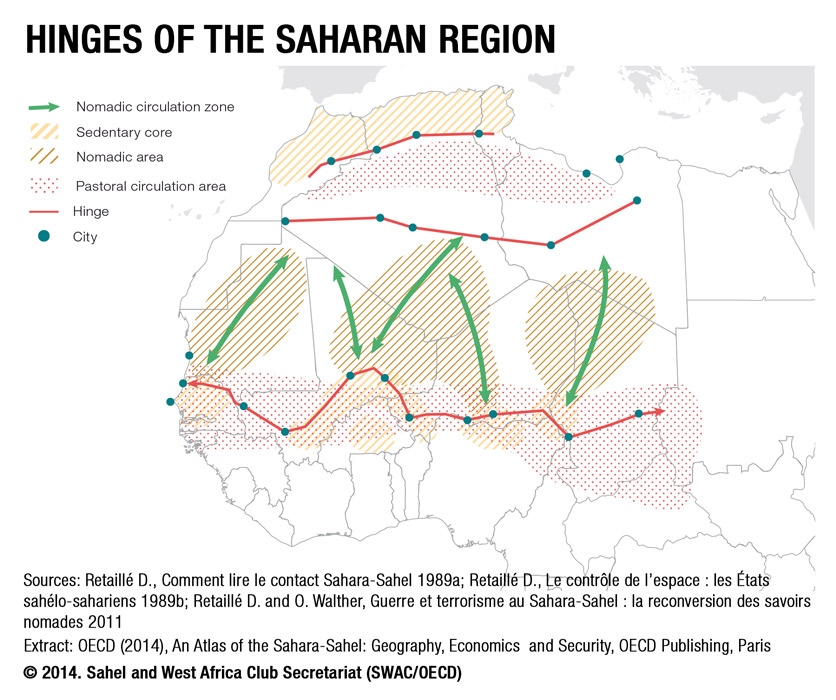 HINGES OF THE SAHARAN REGION
Nomadic circulation zone
Sedentary core
Nomadic area
Pastoral circulation area
Hinge
City
Sources: Retaillé D., Comment lire le contact Sahara-Sahel 1989a; Retaillé D., Le contrôle de l'espace : les États
sahélo-sahariens 1989b; Retaillé D. and O. Walther, Guerre et terrorisme au Sahara-Sahel : la reconversion des savoirs
nomades 2011
Extract: OECD (2014), An Atlas of the Sahara-Sahel: Geography, Economics and Security, OECD Publishing, Paris
© 2014. Sahel and West Africa Club Secretariat (SWAC/OECD)